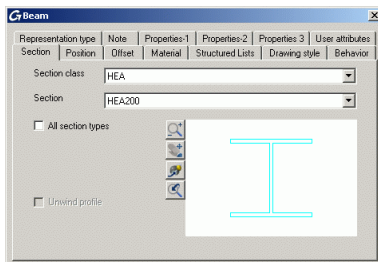 Beam
Representation type Note Properties-1 Properties-2 Properties 3 User attributes
Section Position Offset Material Structured Lists Drawing style Behavior
Section class HEA
Section HEA200
All section types
Unwind profile